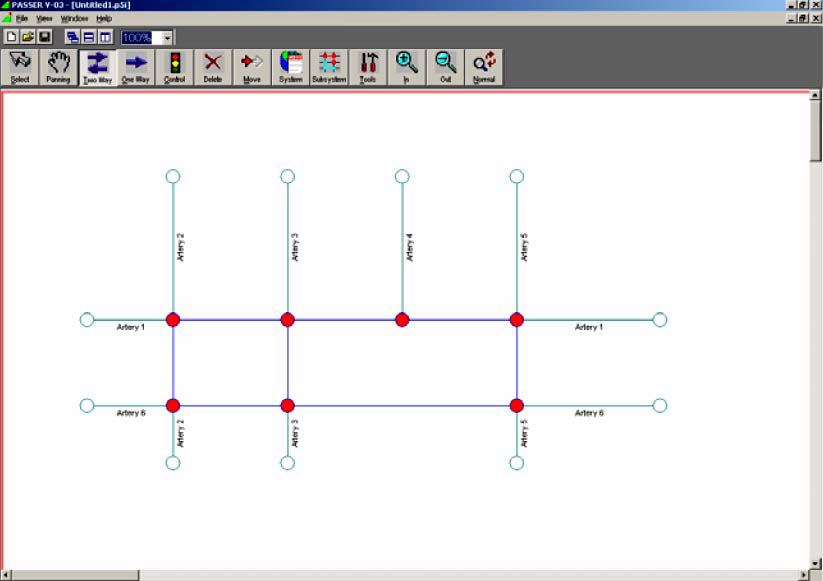 PASSER V-03 - [Untitled1.pSi]
File View Window Help
100%
Select Panning Two Way One Way Control Delete Move System Subsystem Tools In Out Normal
Artery 2 Artery 3 Artery 4 Artery 5
Artery 1 Artery 1
Artery 6 Artery 6
Artery 2 Artery 3 Artery 5